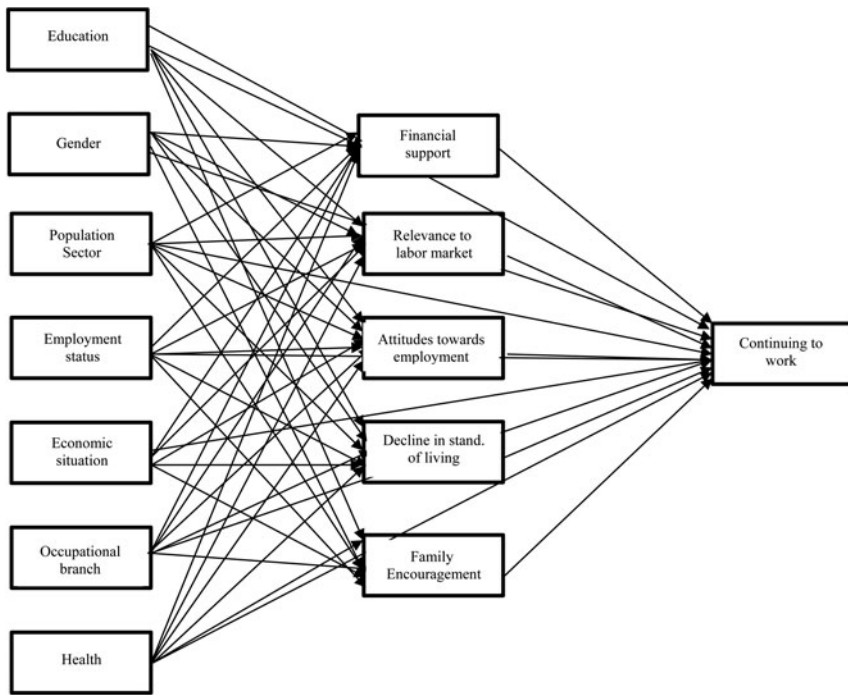 Education
Gender
Population
Sector
Employment
status
Economic
situation
Occupational
branch
Health
Financial
support
Relevance to
labor market
Attitudes towards
employment
Decline in stand.
of living
Family
Encouragement
Continuing to
work